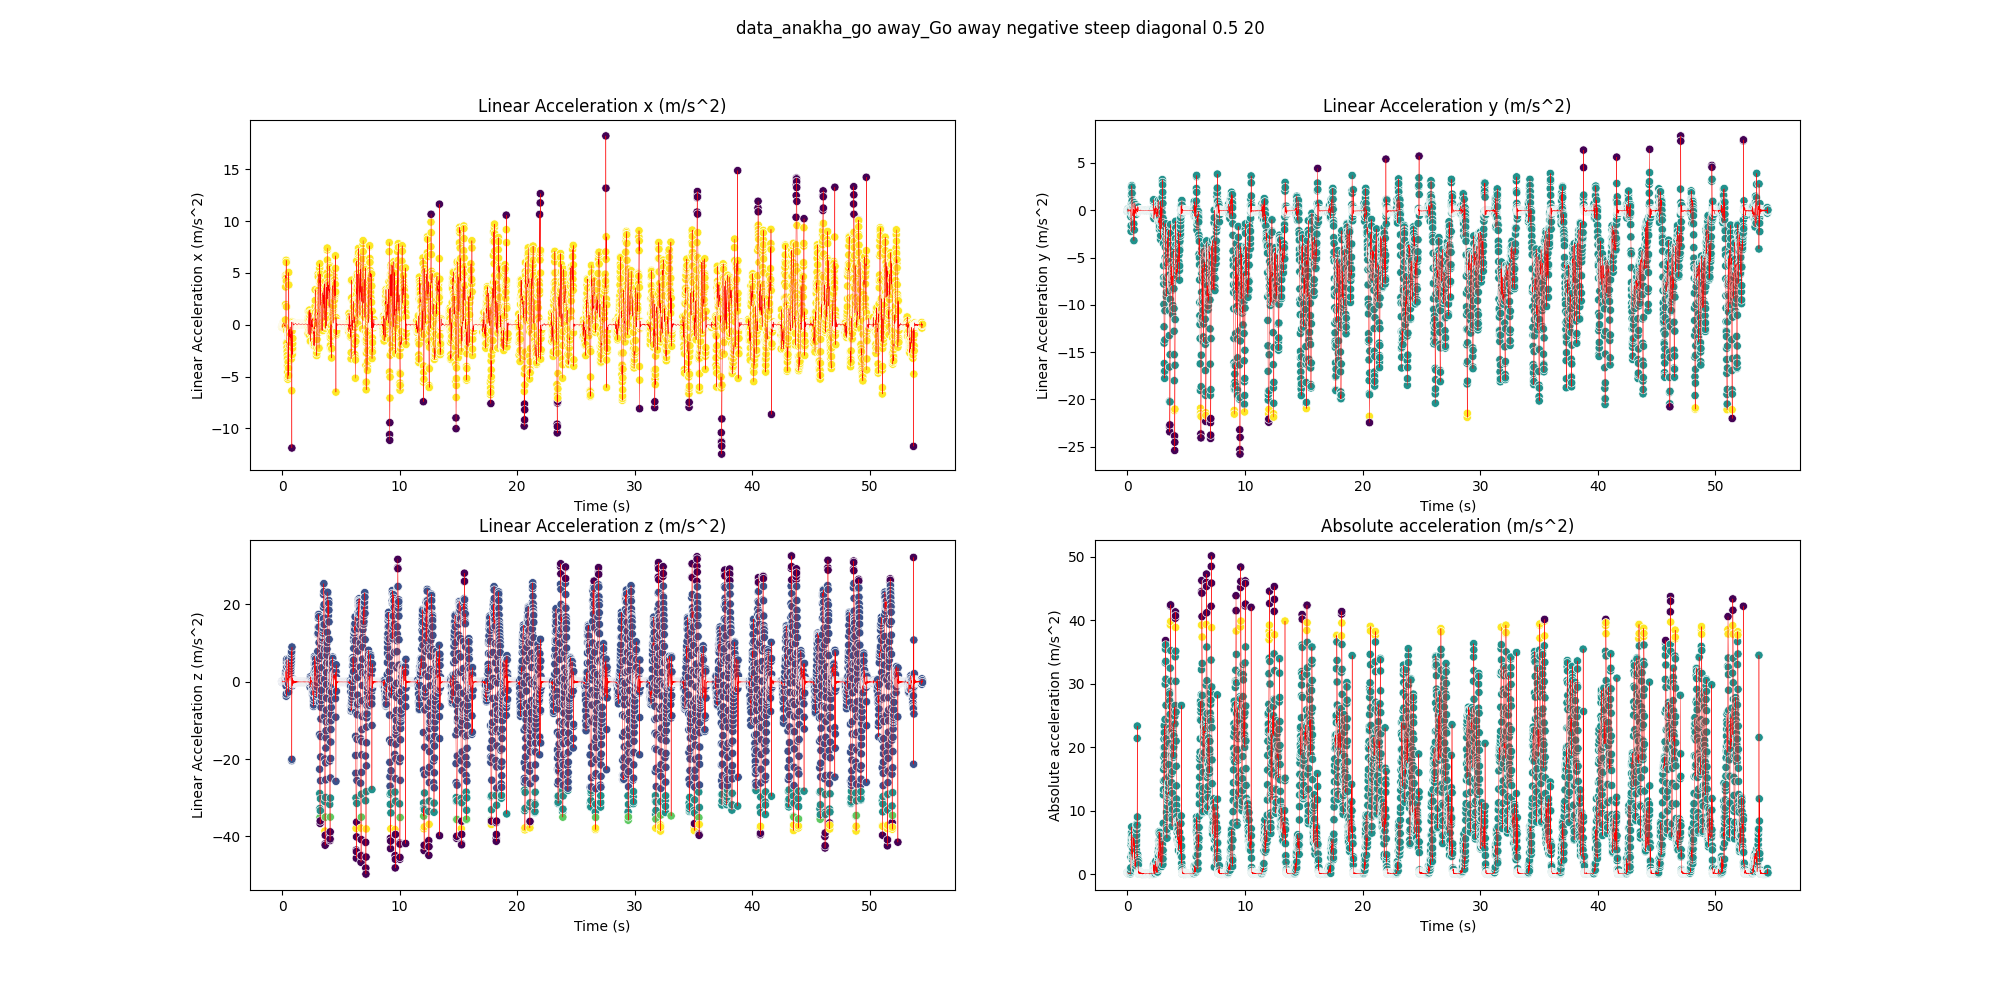 data_anakha_go away_Go away negative steep diagonal 0.5 20
Linear Acceleration x (m/s^2)
Linear Acceleration x (m/s^2)
15
10
5
0
−5
−10
0 10 20 30 40 50
Time (s)
Linear Acceleration y (m/s^2)
Linear Acceleration y (m/s^2)
5
0
−5
−10
−15
−20
−25
0 10 20 30 40 50
Time (s)
Linear Acceleration z (m/s^2)
Linear Acceleration z (m/s^2)
20
0
−20
−40
0 10 20 30 40 50
Time (s)
Absolute acceleration (m/s^2)
Absolute acceleration (m/s^2)
50
40
30
20
10
0
0 10 20 30 40 50
Time (s)